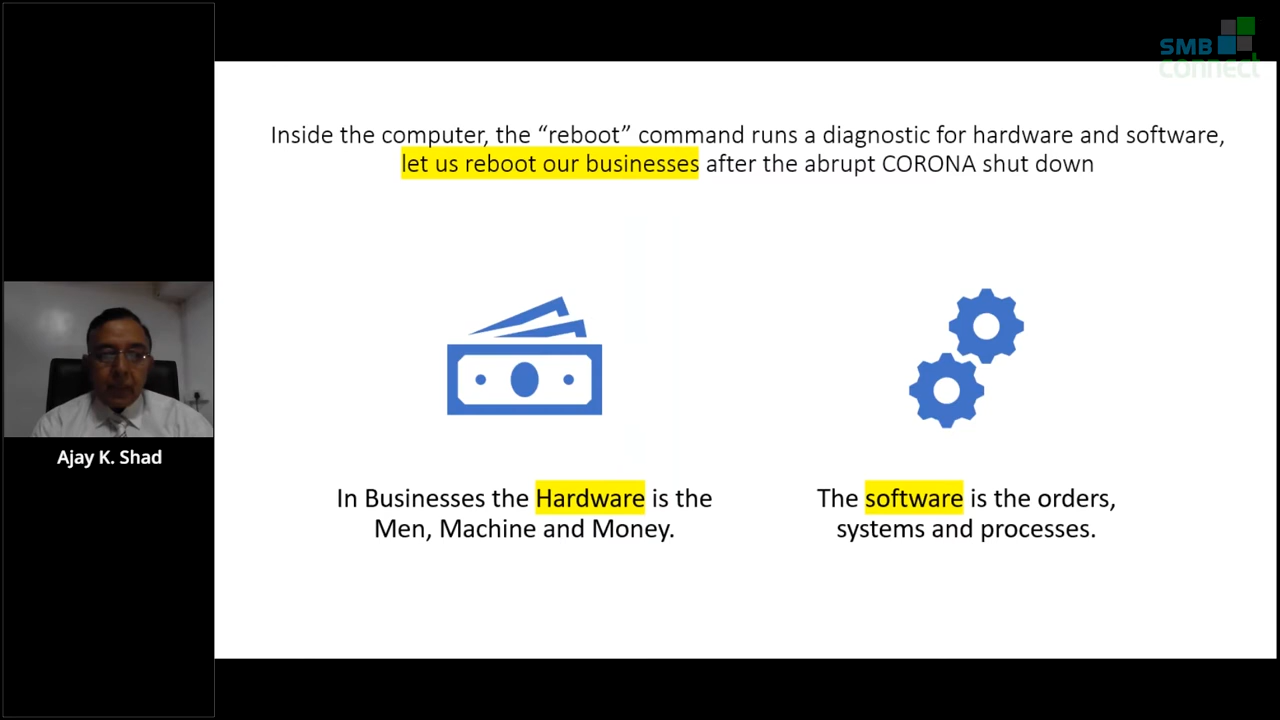 SMB
connect
Inside the computer, the “reboot” command runs a diagnostic for hardware and software,
let us reboot our businesses after the abrupt CORONA shut down
Ajay K. Shad
In Businesses the Hardware is the
Men, Machine and Money.
The software is the orders,
systems and processes.